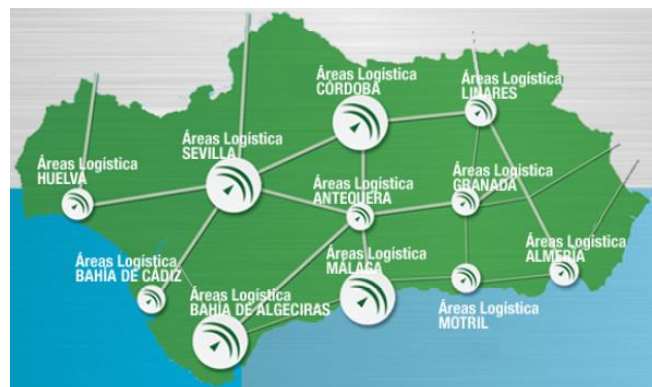 Áreas Logística
CÓRDOBA
Áreas Logística
LINARES
Áreas Logística
SEVILLA
Áreas Logística
HUELVA
Áreas Logística
ANTEQUERA
Áreas Logística
GRANADA
Áreas Logística
BAHÍA DE CÁDIZ
Áreas Logística
MÁLAGA
Áreas Logística
ALMERÍA
Áreas Logística
BAHÍA DE ALGECIRAS
Áreas Logística
MOTRIL